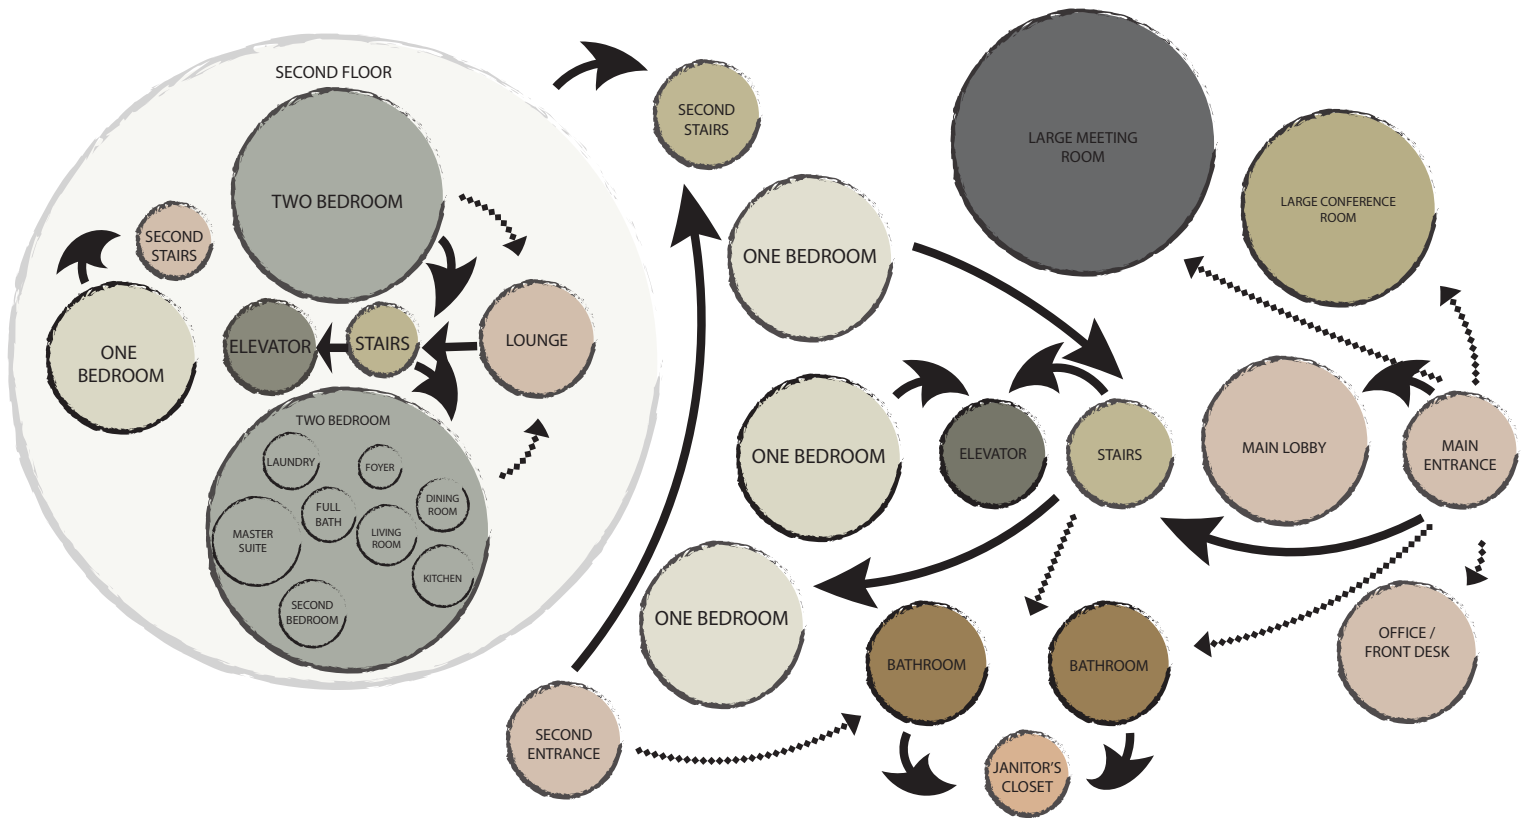 SECOND FLOOR
TWO BEDROOM
SECOND
STAIRS
ONE
BEDROOM
ELEVATOR
STAIRS
LOUNGE
TWO BEDROOM
LAUNDRY
FOYER
FULL
BATH
DINING
ROOM
MASTER
SUITE
LIVING
ROOM
KITCHEN
SECOND
BEDROOM
SECOND
STAIRS
ONE BEDROOM
LARGE MEETING
ROOM
LARGE CONFERENCE
ROOM
ONE BEDROOM
ELEVATOR
STAIRS
MAIN LOBBY
MAIN
ENTRANCE
ONE BEDROOM
BATHROOM
BATHROOM
OFFICE /
FRONT DESK
SECOND
ENTRANCE
JANITOR'S
CLOSET